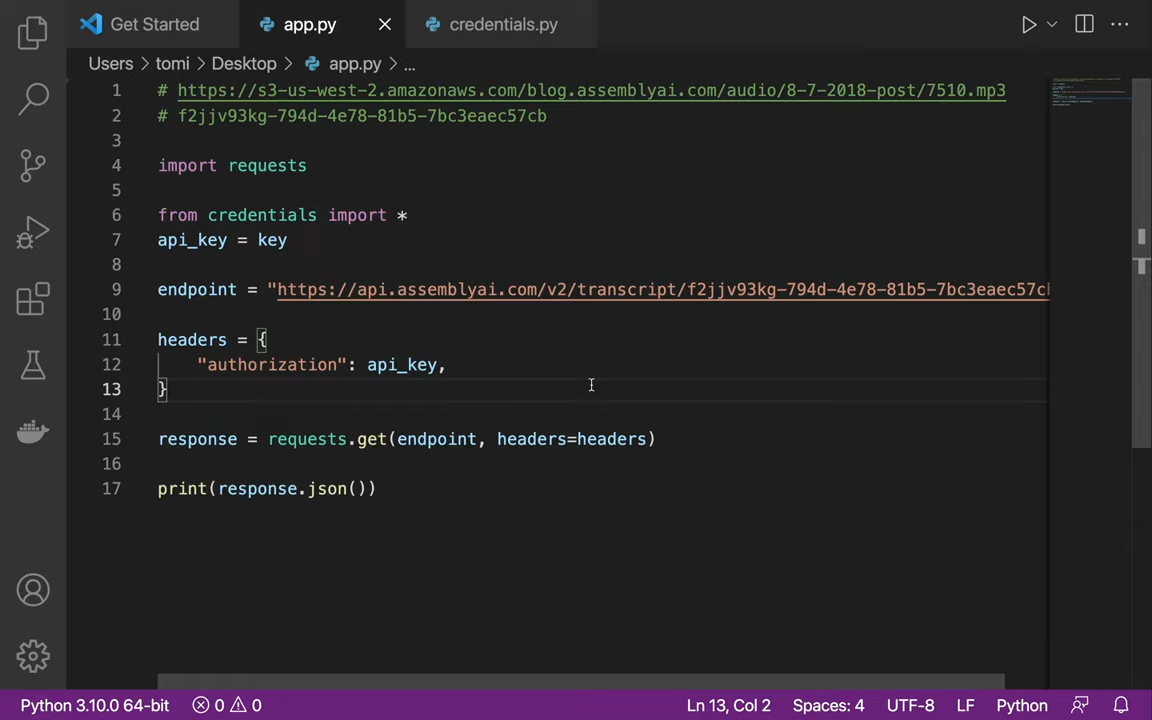 Get Started app.py credentials.py
Users > tomi > Desktop > app.py > ...
1 # https://s3-us-west-2.amazonaws.com/blog.assemblyai.com/audio/8-7-2018-post/7510.mp3
2 # f2jjv93kg-794d-4e78-81b5-7bc3eaec57cb
3
4 import requests
5
6 from credentials import *
7 api_key = key
8
9 endpoint = "https://api.assemblyai.com/v2/transcript/f2jjv93kg-794d-4e78-81b5-7bc3eaec57cb
10
11 headers = {
12 "authorization": api_key,
13 }
14
15 response = requests.get(endpoint, headers=headers)
16
17 print(response.json())
Python 3.10.0 64-bit 0 0 Ln 13, Col 2 Spaces: 4 UTF-8 LF Python